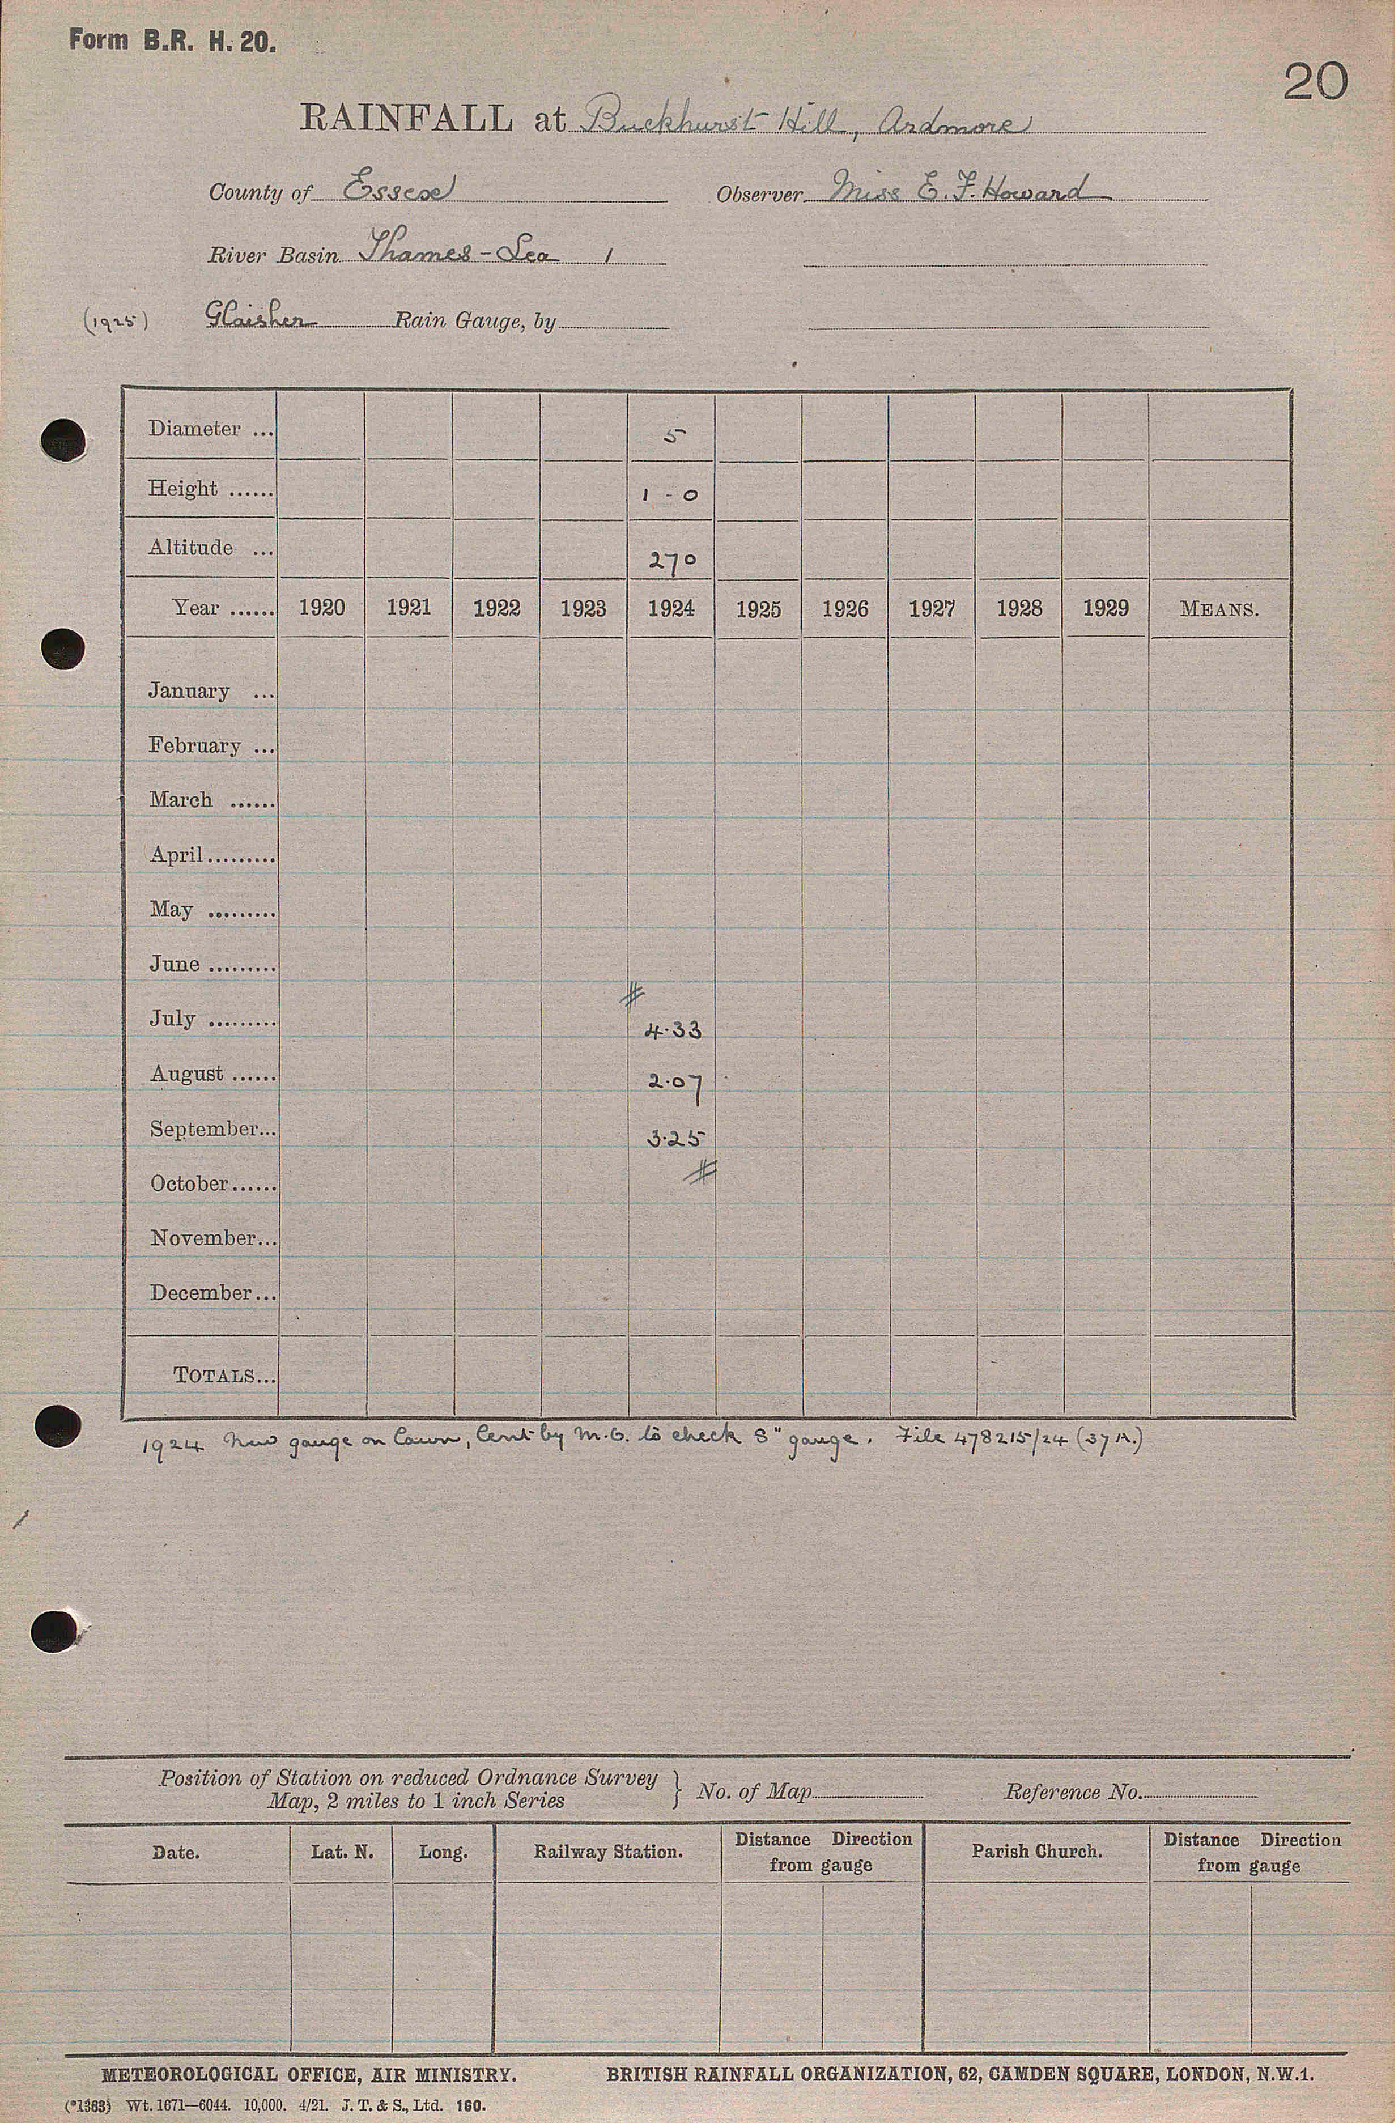 Form B.R. H. 20.
20
RAINFALL at Buckhurst Hill, Ardmore
County of Essex Observer Miss E. F. Howard
River Basin Thames - Lea 1
(1925) Glaisher Rain Gauge, by
Diameter ... 5
Height ...... 1 - 0
Altitude ... 270
Year ...... 1920 1921 1922 1923 1924 1925 1926 1927 1928 1929 MEANS.
January ...
February ...
March ......
April .........
May .........
June .........
#
July ......... 4.33
August ...... 2.07
September... 3.25
#
October......
November...
December...
TOTALS...
1924 New gauge on lawn, lent by M.O. to check 8" gauge. File 478215/24 (37A.)
Position of Station on reduced Ordnance Survey
Map, 2 miles to 1 inch Series } No. of Map Reference No.
Date. Lat. N. Long. Railway Station. Distance Direction from gauge Parish Church. Distance Direction from gauge
METEOROLOGICAL OFFICE, AIR MINISTRY. BRITISH RAINFALL ORGANIZATION, 62, CAMDEN SQUARE, LONDON, N.W.1.
(*1383) Wt. 1671—6044. 10,000. 4/21. J. T. & S., Ltd. 160.